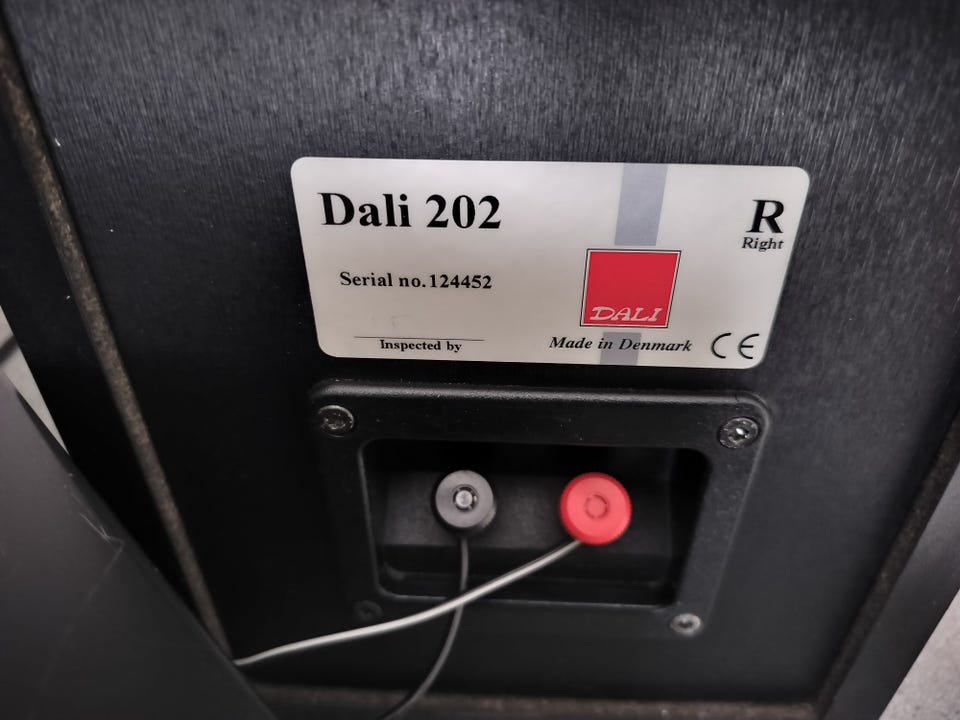 Dali 202
R
Right
Serial no. 124452
DALI
Inspected by
Made in Denmark CE